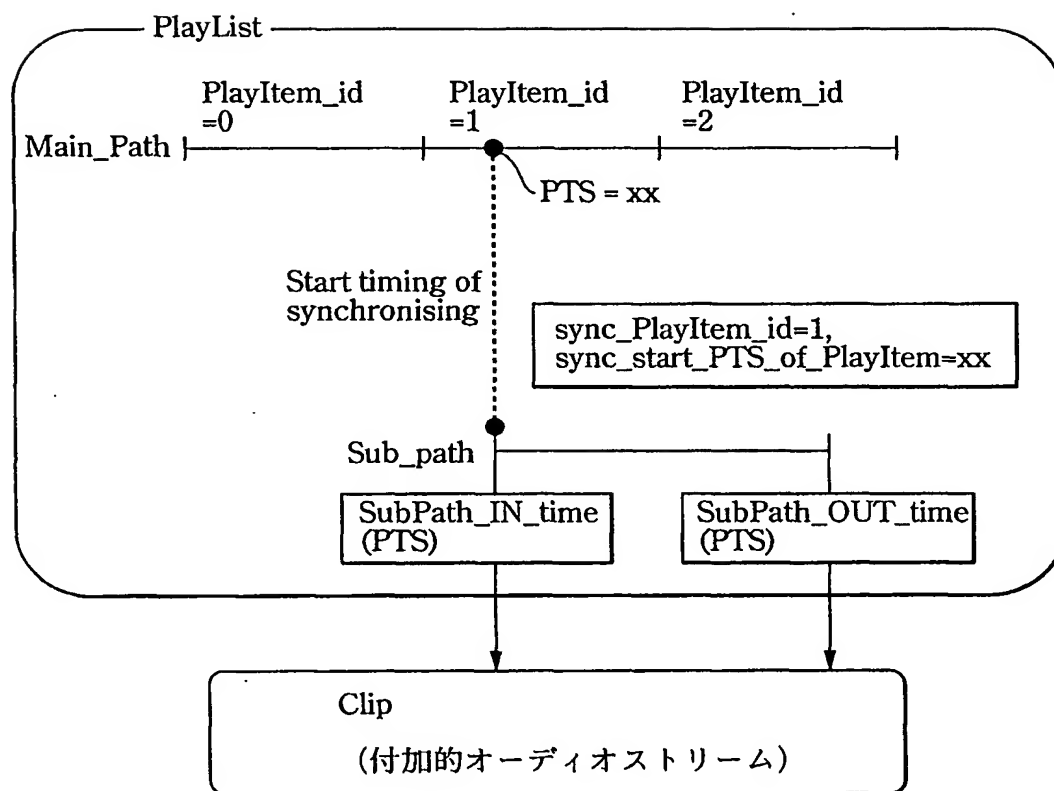 PlayList
PlayItem_id
=0
PlayItem_id
=1
PlayItem_id
=2
Main_Path
PTS = xx
Start timing of
synchronising
sync_PlayItem_id=1,
sync_start_PTS_of_PlayItem=xx
Sub_path
SubPath_IN_time
(PTS)
SubPath_OUT_time
(PTS)
Clip
(付加的オーディオストリーム)